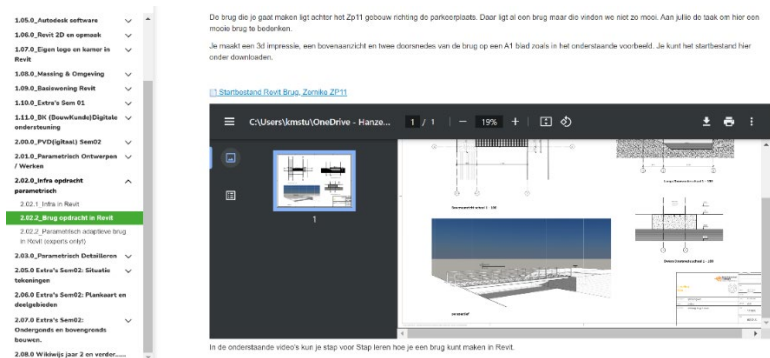 1.05.0_Autodesk software
1.06.0_Revit 2D en opmaak
1.07.0_Eigen logo en kamer in
Revit
1.08.0_Massing & Omgeving
1.09.0_Basiswoning Revit
1.10.0_Extra's Sem 01
1.11.0_BK (BouwKunde)Digitale
ondersteuning
2.00.0_PVD(igitaal) Sem02
2.01.0_Parametrisch Ontwerpen
/ Werken
2.02.0_Infra opdracht
parametrisch
2.02.1_Infra in Revit
2.02.2_Brug opdracht in Revit
2.02.2_Parametrisch adaptieve brug
in Revit (experts only!)
2.03.0_Parametrisch Detailleren
2.05.0 Extra's Sem02: Situatie
tekeningen
2.06.0 Extra's Sem02: Plankaart en
doelgebieden
2.07.0 Extra's Sem02:
Ondergonds en bovengronds
bouwen.
2.08.0 Wikiwijs jaar 2 en verder......
De brug die je gaat maken ligt achter het Zp11 gebouw richting de parkeerplaats. Daar ligt al een brug maar die vinden we niet zo mooi. Aan jullie de taak om hier een
mooie brug te bedenken.
Je maakt een 3d impressie, een bovenaanzicht en twee doorsnedes van de brug op een A1 blad zoals in het onderstaande voorbeeld. Je kunt het startbestand hier
onder downloaden.
Startbestand Revit Brug, Zernike ZP11
C:\Users\kmstu\OneDrive - Hanze... 1 / 1 19%
1
In de onderstaande video's kun je stap voor Stap leren hoe je een brug kunt maken in Revit.